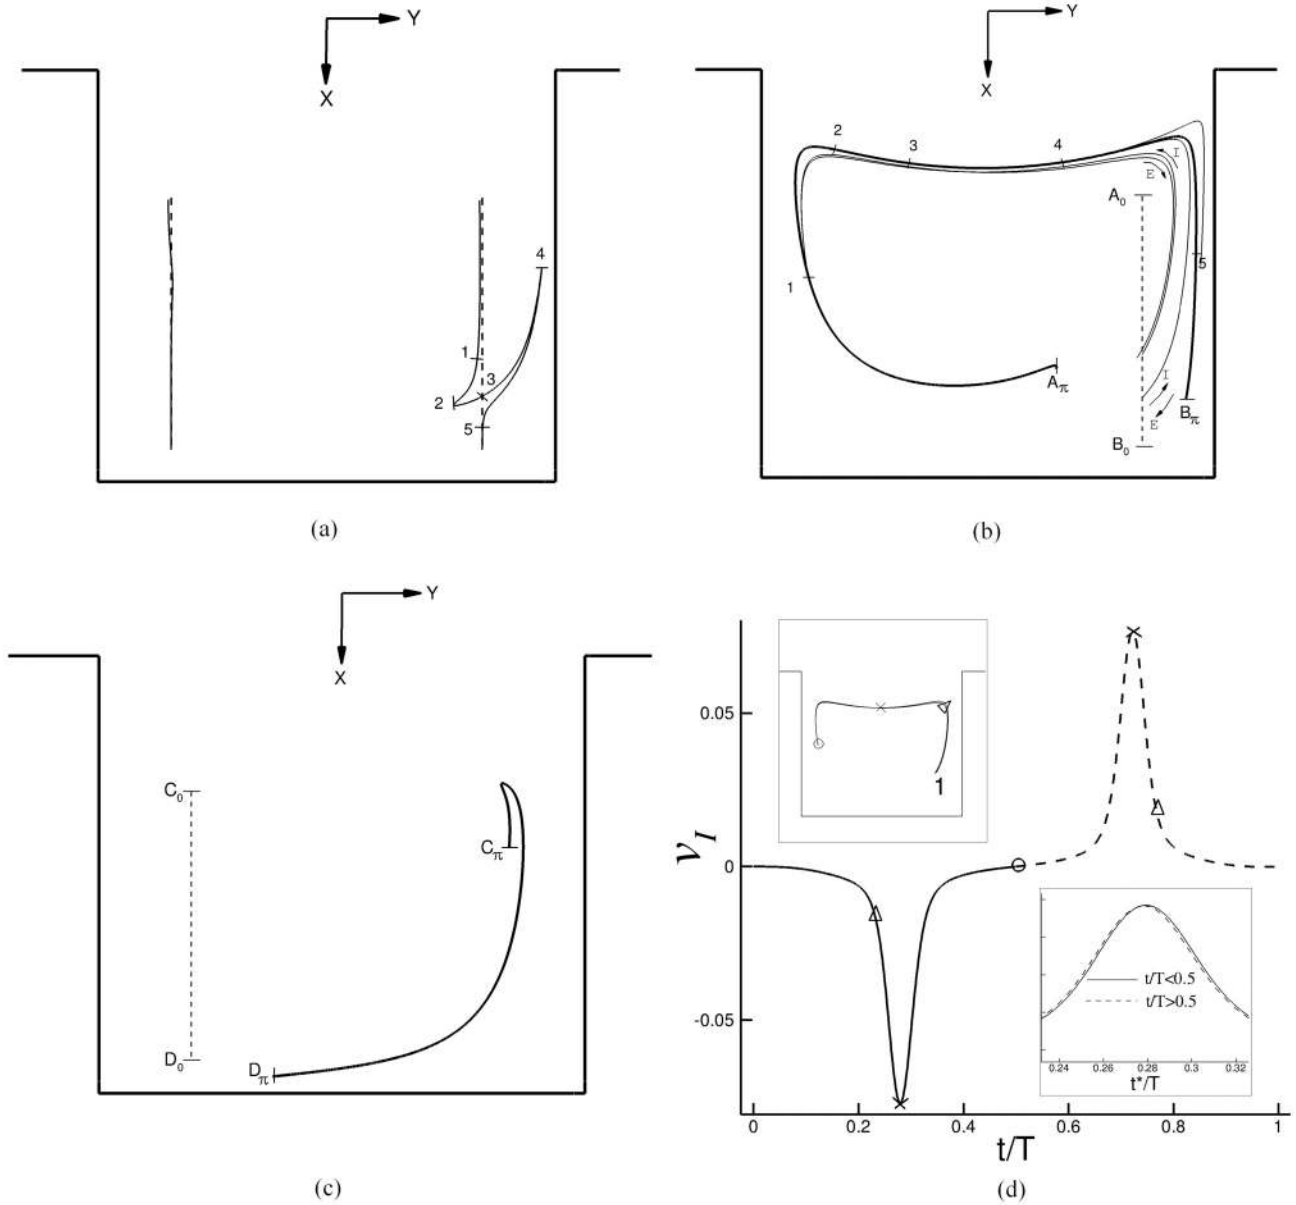 Y
X
4
1
3
2
5
(a)
Y
X
2
3
4
I
E
A₀
5
1
Aπ
I
E
Bπ
B₀
(b)
Y
X
C₀
Cπ
D₀
Dπ
(c)
0.05
0
-0.05
ν_I
1
t/T<0.5
t/T>0.5
0.24 0.26 0.28 0.3 0.32
t*/T
0 0.2 0.4 0.6 0.8 1
t/T
(d)